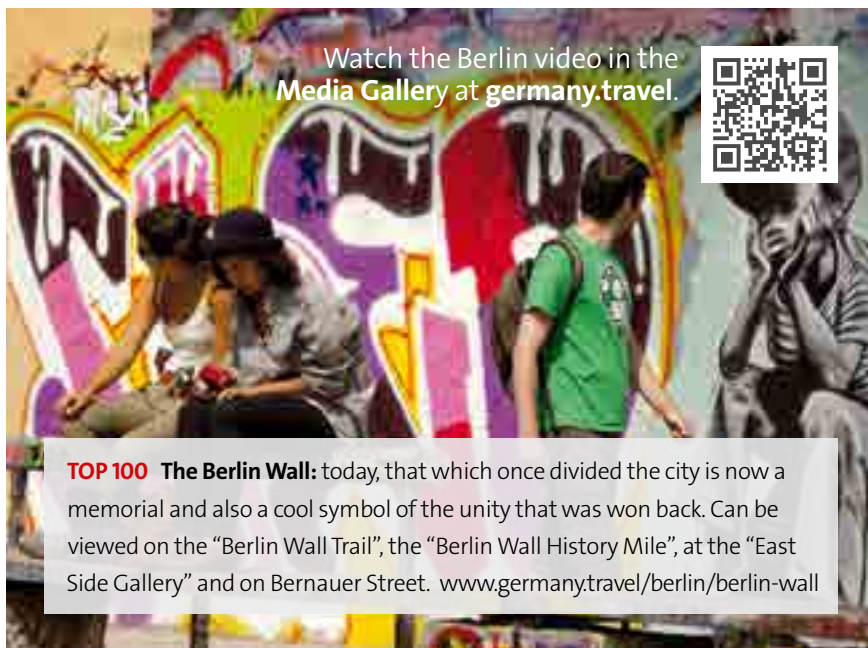 Watch the Berlin video in the
Media Gallery at germany.travel.
TOP 100 The Berlin Wall: today, that which once divided the city is now a
memorial and also a cool symbol of the unity that was won back. Can be
viewed on the “Berlin Wall Trail”, the “Berlin Wall History Mile”, at the “East
Side Gallery” and on Bernauer Street. www.germany.travel/berlin/berlin-wall